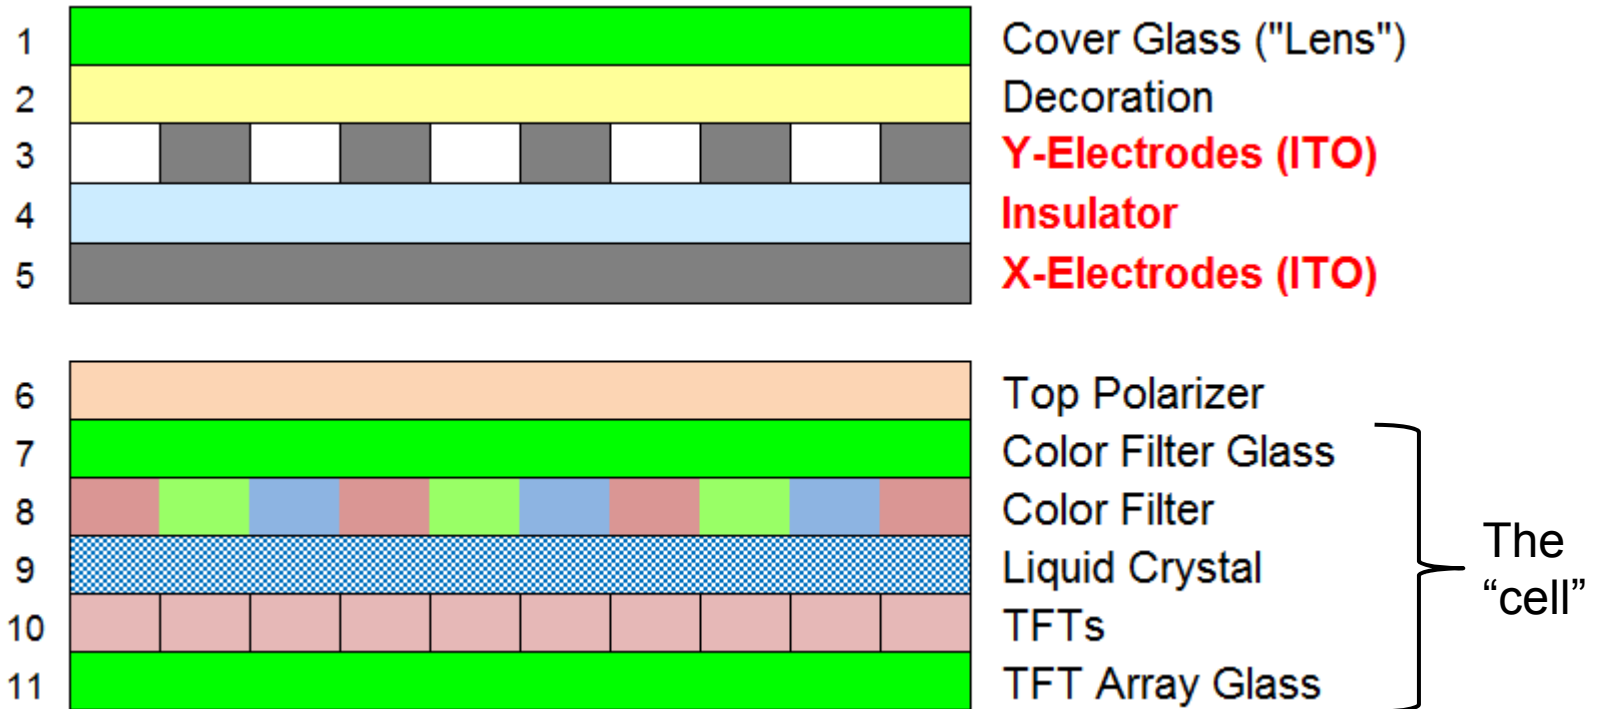 1 Cover Glass ("Lens")
2 Decoration
3 Y-Electrodes (ITO)
4 Insulator
5 X-Electrodes (ITO)
6 Top Polarizer
7 Color Filter Glass
8 Color Filter
9 Liquid Crystal
10 TFTs
11 TFT Array Glass
The
“cell”